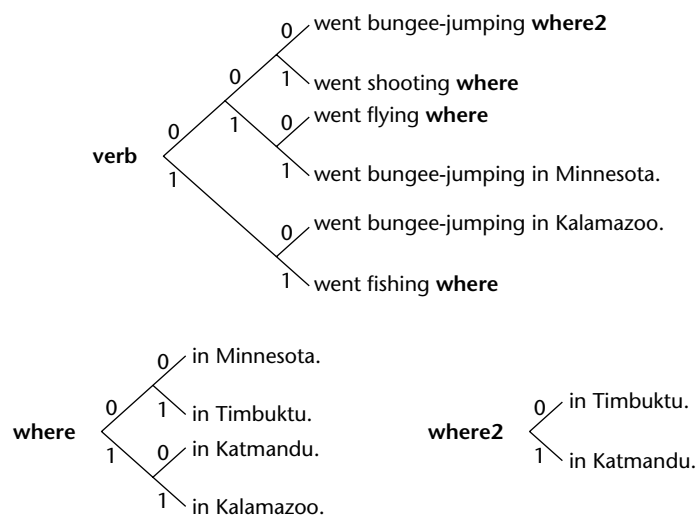 0
went bungee-jumping where2
0
1
went shooting where
0
0
went flying where
1
verb
1
went bungee-jumping in Minnesota.
1
0
went bungee-jumping in Kalamazoo.
1
went fishing where
0
in Minnesota.
0
1
in Timbuktu.
where
0
in Katmandu.
1
1
in Kalamazoo.
0
in Timbuktu.
where2
1
in Katmandu.